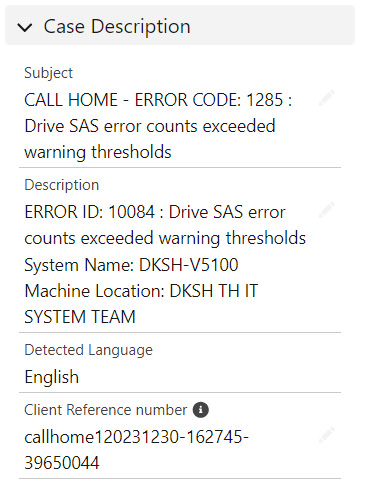 Case Description
Subject
CALL HOME - ERROR CODE: 1285 :
Drive SAS error counts exceeded
warning thresholds
Description
ERROR ID: 10084 : Drive SAS error
counts exceeded warning thresholds
System Name: DKSH-V5100
Machine Location: DKSH TH IT
SYSTEM TEAM
Detected Language
English
Client Reference number
callhome120231230-162745-
39650044